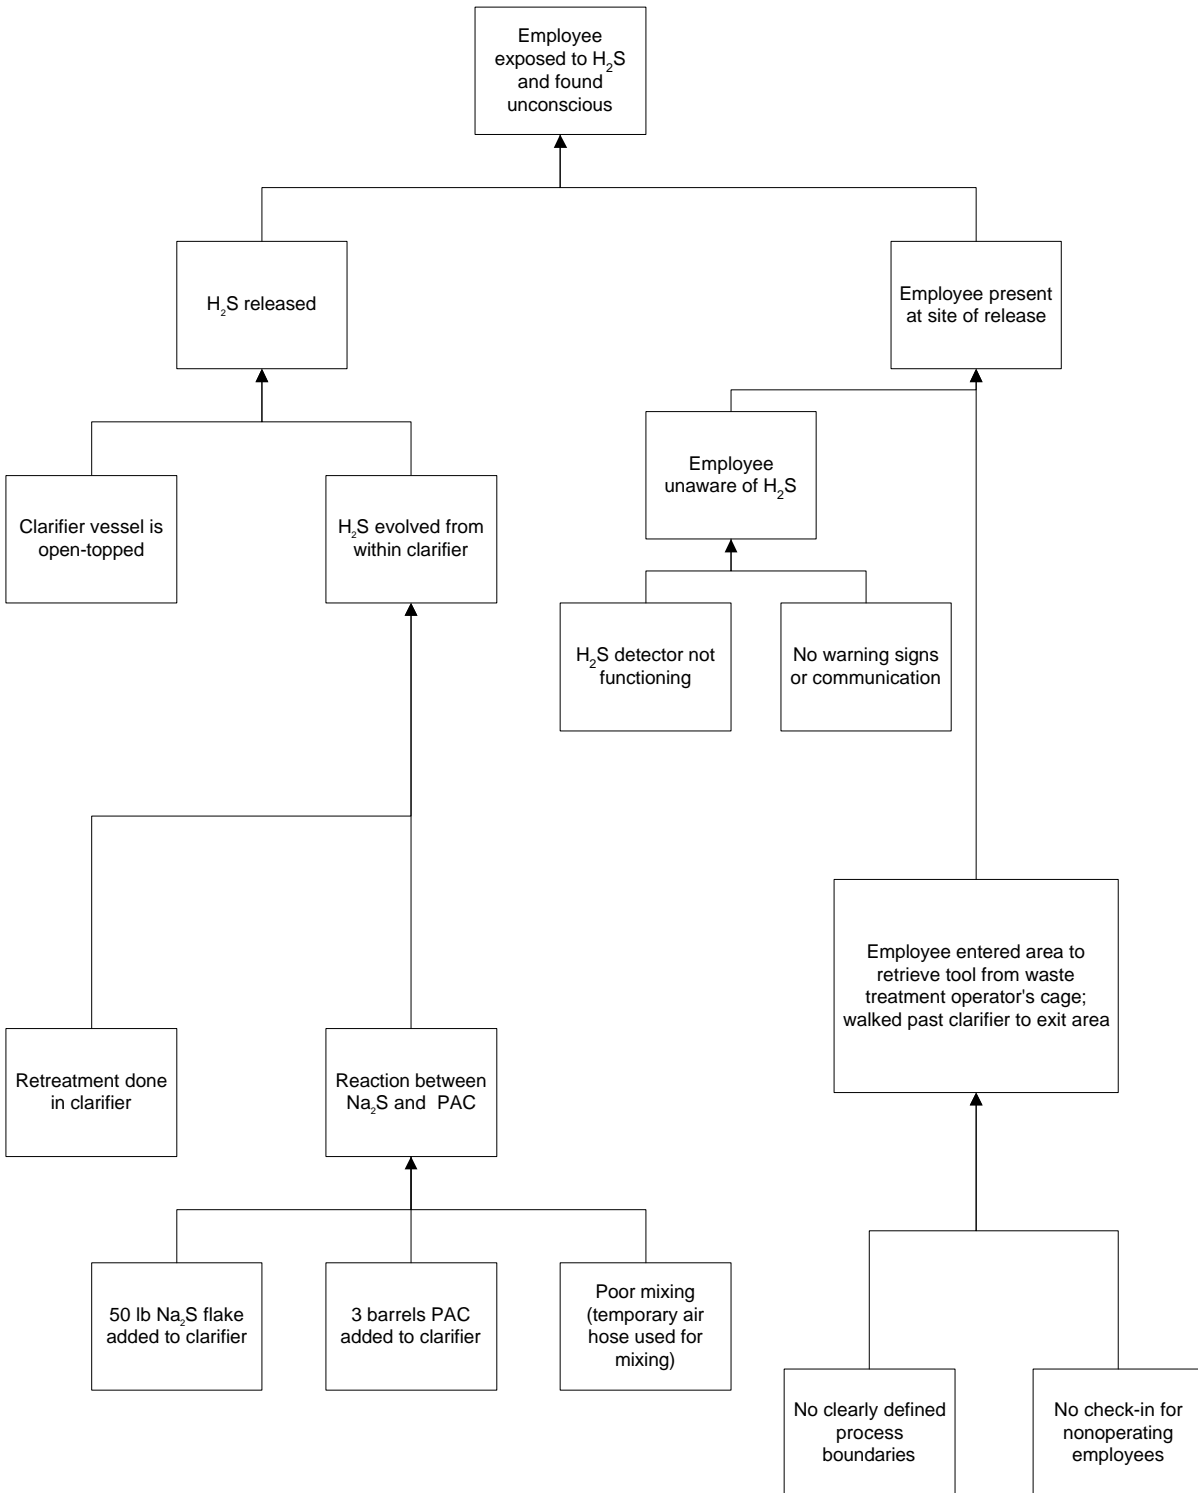 Employee
exposed to H₂S
and found
unconscious
H₂S released
Employee present
at site of release
Employee
unaware of H₂S
Clarifier vessel is
open-topped
H₂S evolved from
within clarifier
H₂S detector not
functioning
No warning signs
or communication
Employee entered area to
retrieve tool from waste
treatment operator's cage;
walked past clarifier to exit area
Retreatment done
in clarifier
Reaction between
Na₂S and PAC
50 lb Na₂S flake
added to clarifier
3 barrels PAC
added to clarifier
Poor mixing
(temporary air
hose used for
mixing)
No clearly defined
process
boundaries
No check-in for
nonoperating
employees